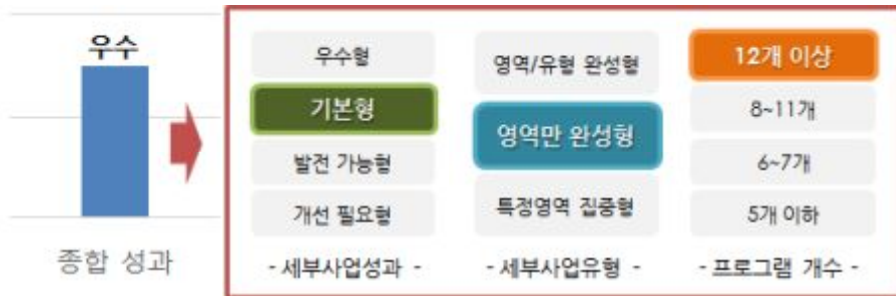 우수
종합 성과
우수형
기본형
발전 가능형
개선 필요형
- 세부사업성과 -
영역/유형 완성형
영역만 완성형
특정영역 집중형
- 세부사업유형 -
12개 이상
8~11개
6~7개
5개 이하
- 프로그램 개수 -